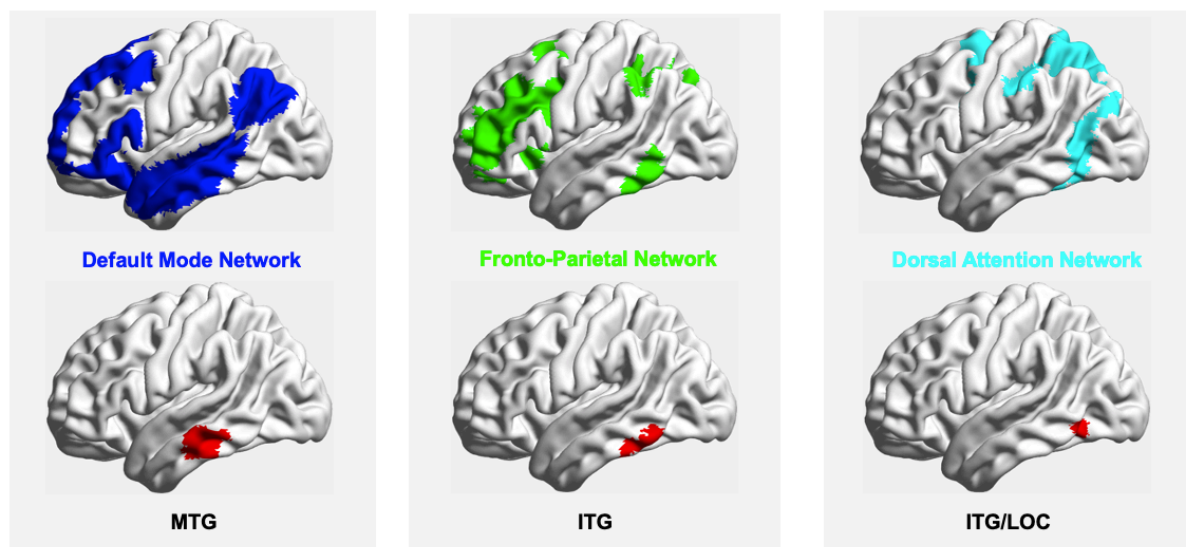 Default Mode Network
Fronto-Parietal Network
Dorsal Attention Network
MTG
ITG
ITG/LOC